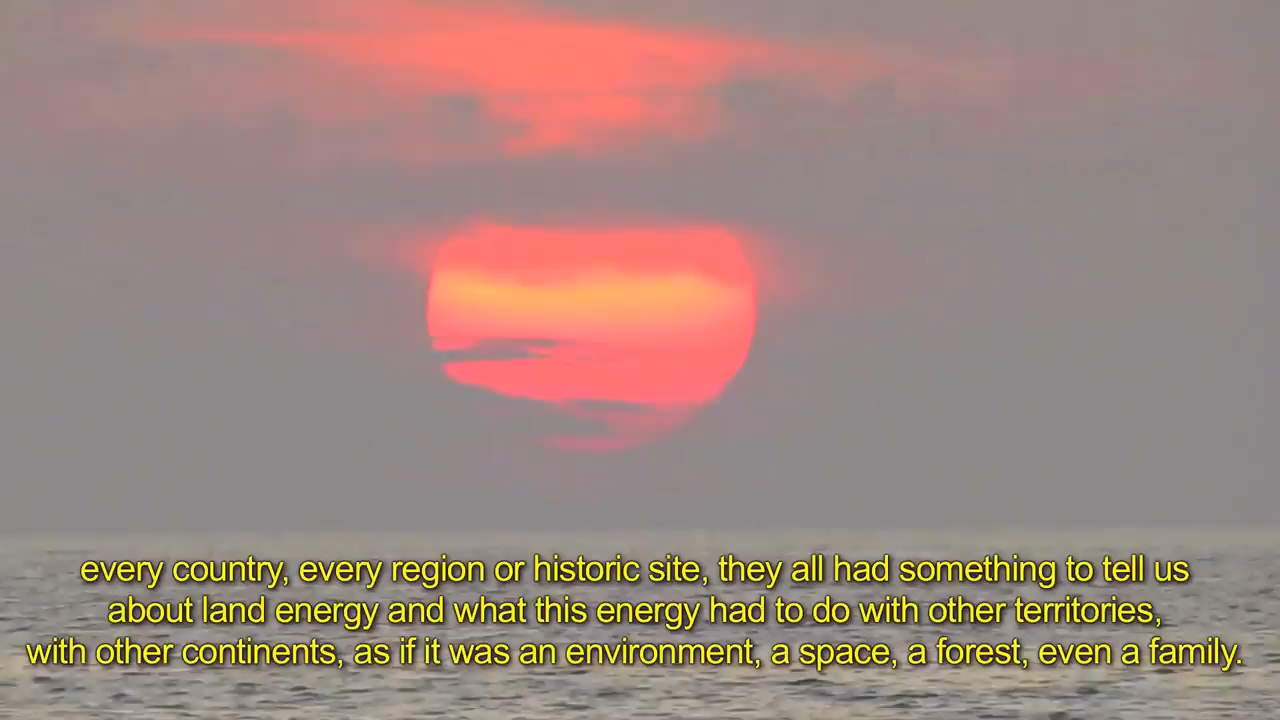 every country, every region or historic site, they all had something to tell us
about land energy and what this energy had to do with other territories,
with other continents, as if it was an environment, a space, a forest, even a family.